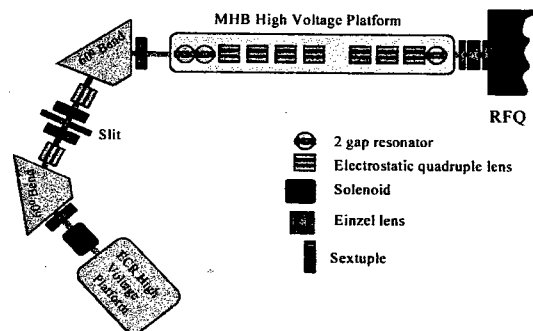 MHB High Voltage Platform
60° Bend
RFQ
Slit
2 gap resonator
Electrostatic quadruple lens
Solenoid
60° Bend
Einzel lens
Sextuple
ECR High
Voltage
Platform